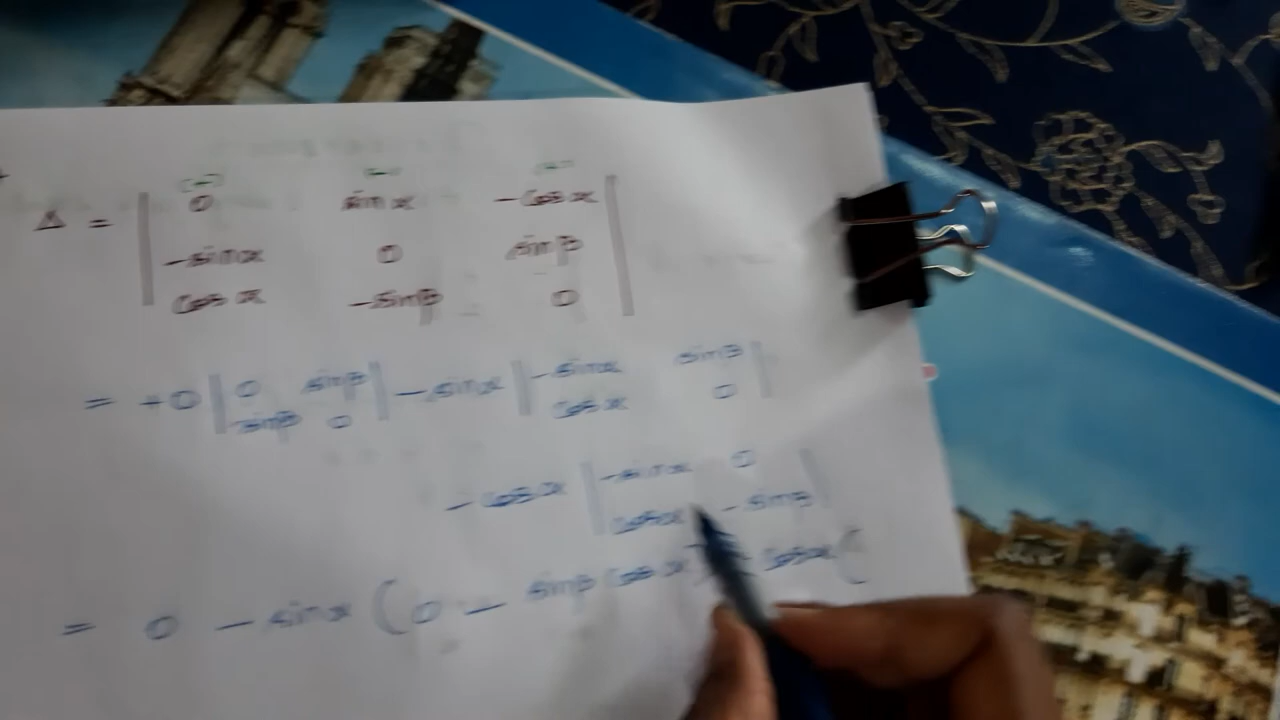 (+) (-) (+)
Δ = | 0 sin α - cos α |
| - sin α 0 sin β |
| cos α - sin β 0 |
= +0 | 0 sin β | - sin α | - sin α sin β |
| sin β 0 | | cos α 0 |
- cos α | - sin α 0 |
| cos α - sin β |
= 0 - sin α ( 0 - sin β cos α ) - cos α (